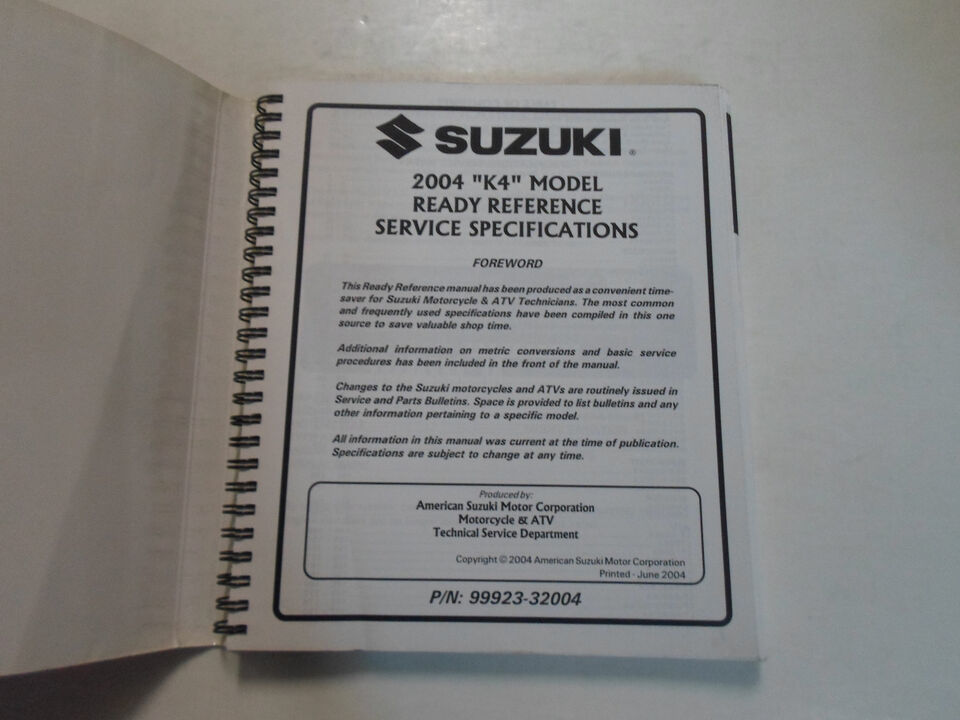 SUZUKI®
2004 "K4" MODEL
READY REFERENCE
SERVICE SPECIFICATIONS
FOREWORD
This Ready Reference manual has been produced as a convenient time-
saver for Suzuki Motorcycle & ATV Technicians. The most common
and frequently used specifications have been compiled in this one
source to save valuable shop time.
Additional information on metric conversions and basic service
procedures has been included in the front of the manual.
Changes to the Suzuki motorcycles and ATVs are routinely issued in
Service and Parts Bulletins. Space is provided to list bulletins and any
other information pertaining to a specific model.
All information in this manual was current at the time of publication.
Specifications are subject to change at any time.
Produced by:
American Suzuki Motor Corporation
Motorcycle & ATV
Technical Service Department
Copyright © 2004 American Suzuki Motor Corporation
Printed - June 2004
P/N: 99923-32004